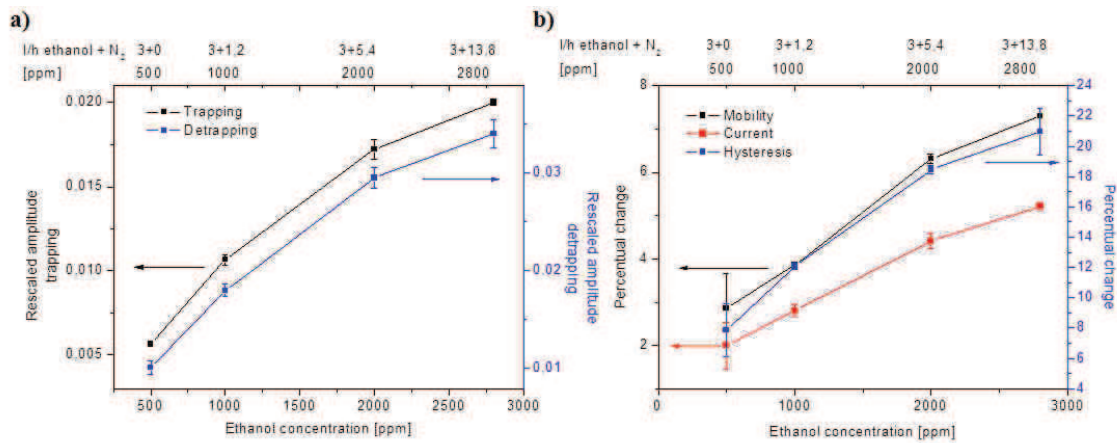 a)
l/h ethanol + N2 3+0 3+1,2 3+5,4 3+13,8
[ppm] 500 1000 2000 2800
0.020
0.015
0.010
0.005
Trapping
Detrapping
0.03
0.02
0.01
Rescaled amplitude
trapping
Rescaled amplitude
detrapping
500 1000 1500 2000 2500 3000
Ethanol concentration [ppm]
b)
l/h ethanol + N2 3+0 3+1,2 3+5,4 3+13,8
[ppm] 500 1000 2000 2800
8
6
4
2
Mobility
Current
Hysteresis
24
22
20
18
16
14
12
10
8
6
4
Percentual change
Percentual change
0 1000 2000 3000
Ethanol concentration [ppm]